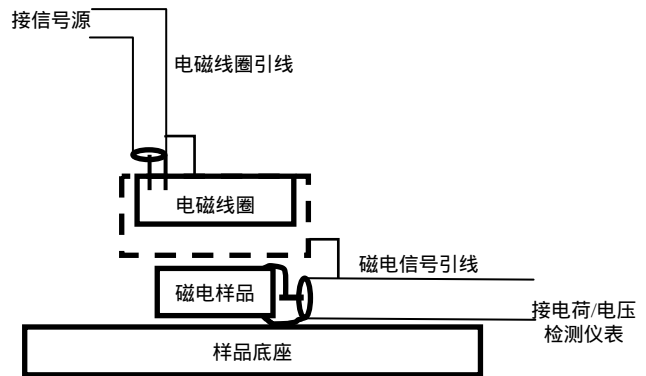 接信号源
电磁线圈引线
电磁线圈
磁电信号引线
磁电样品
接电荷/电压
检测仪表
样品底座